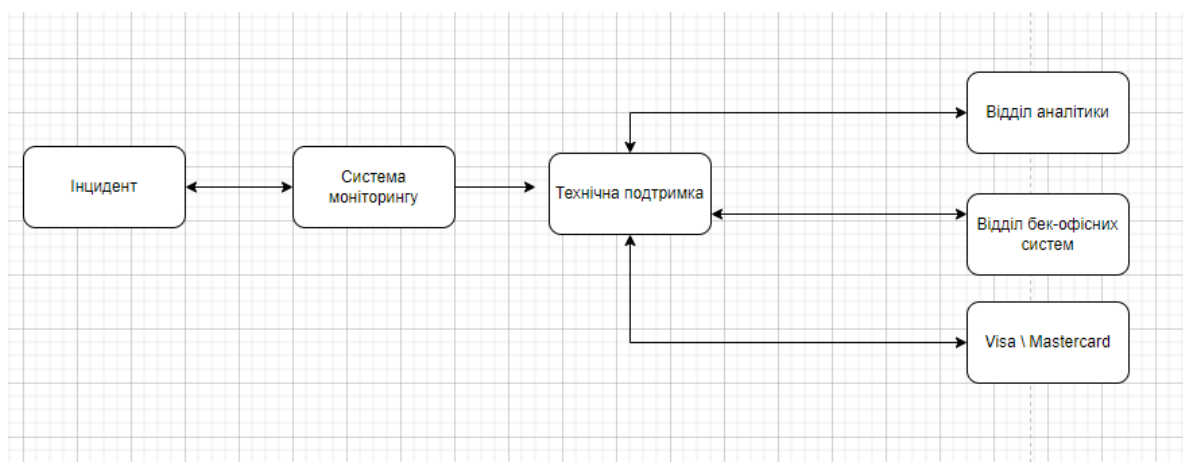 Інцидент
Система
моніторингу
Технічна подтримка
Відділ аналітики
Відділ бек-офісних
систем
Visa \ Mastercard